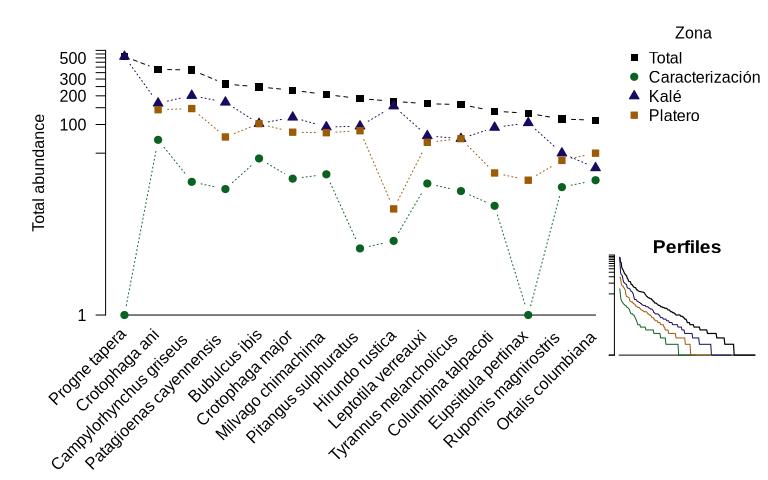 Zona
Total
Caracterización
Kalé
Platero
Total abundance
500
300
200
100
1
Progne tapera
Crotophaga ani
Campylorhynchus griseus
Patagioenas cayennensis
Bubulcus ibis
Crotophaga major
Milvago chimachima
Pitangus sulphuratus
Hirundo rustica
Leptotila verreauxi
Tyrannus melancholicus
Columbina talpacoti
Eupsittula pertinax
Rupornis magnirostris
Ortalis columbiana
Perfiles